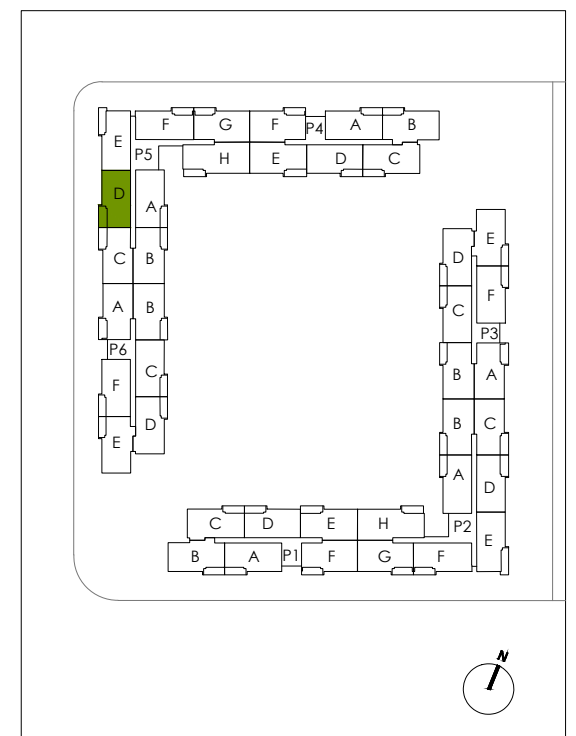 F G F P4 A B
E
P5 H E D C
D A
C B
A B
P6
F C
E D
E
D
F
C
P3
B A
B C
A D
C D E H
P2
B A P1 F G F E
N